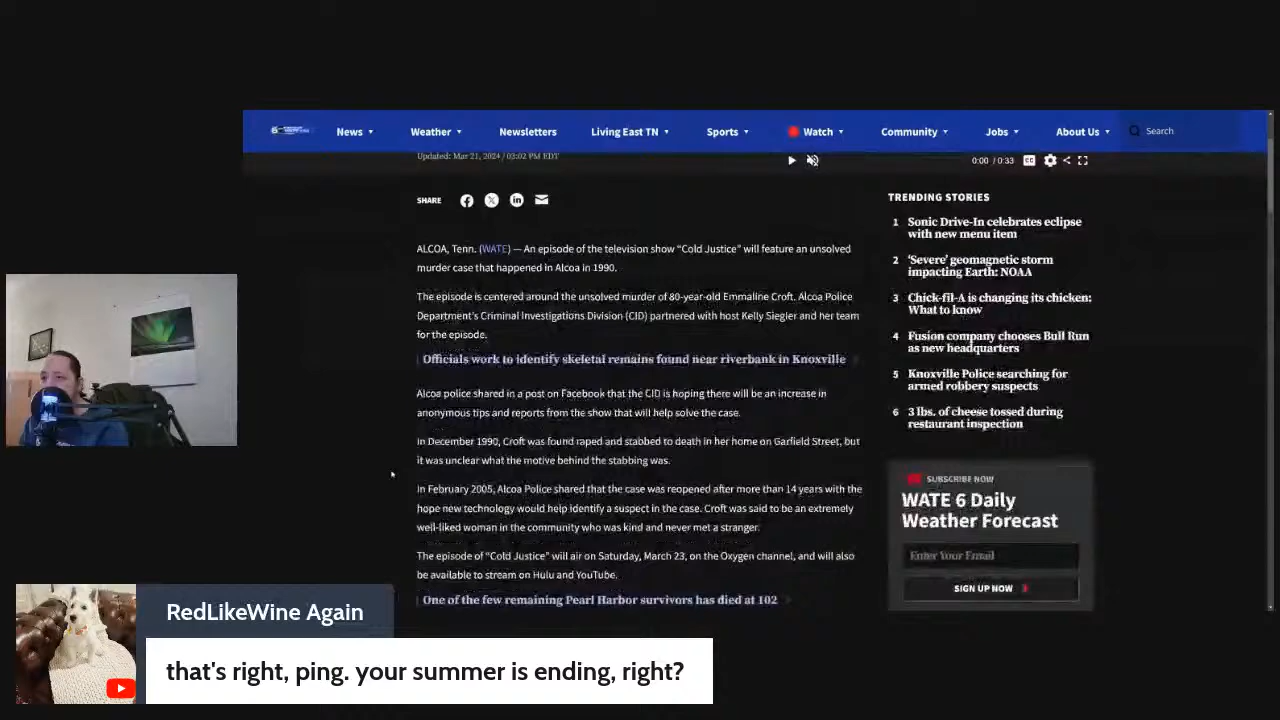 News
Weather
Newsletters
Living East TN
Sports
Watch
Community
Jobs
About Us
Search
Updated: Mar 21, 2024 / 03:02 PM EDT
0:00 / 0:33
CC
SHARE
ALCOA, Tenn. (WATE) — An episode of the television show “Cold Justice” will feature an unsolved
murder case that happened in Alcoa in 1990.
The episode is centered around the unsolved murder of 80-year-old Emmaline Croft. Alcoa Police
Department's Criminal Investigations Division (CID) partnered with host Kelly Siegler and her team
for the episode.
Officials work to identify skeletal remains found near riverbank in Knoxville
Alcoa police shared in a post on Facebook that the CID is hoping there will be an increase in
anonymous tips and reports from the show that will help solve the case.
In December 1990, Croft was found raped and stabbed to death in her home on Garfield Street, but
it was unclear what the motive behind the stabbing was.
In February 2005, Alcoa Police shared that the case was reopened after more than 14 years with the
hope new technology would help identify a suspect in the case. Croft was said to be an extremely
well-liked woman in the community who was kind and never met a stranger.
The episode of “Cold Justice” will air on Saturday, March 23, on the Oxygen channel, and will also
be available to stream on Hulu and YouTube.
One of the few remaining Pearl Harbor survivors has died at 102
TRENDING STORIES
1 Sonic Drive-In celebrates eclipse
with new menu item
2 ‘Severe’ geomagnetic storm
impacting Earth: NOAA
3 Chick-fil-A is changing its chicken:
What to know
4 Fusion company chooses Bull Run
as new headquarters
5 Knoxville Police searching for
armed robbery suspects
6 3 lbs. of cheese tossed during
restaurant inspection
SUBSCRIBE NOW
WATE 6 Daily
Weather Forecast
Enter Your Email
SIGN UP NOW
RedLikeWine Again
that's right, ping. your summer is ending, right?